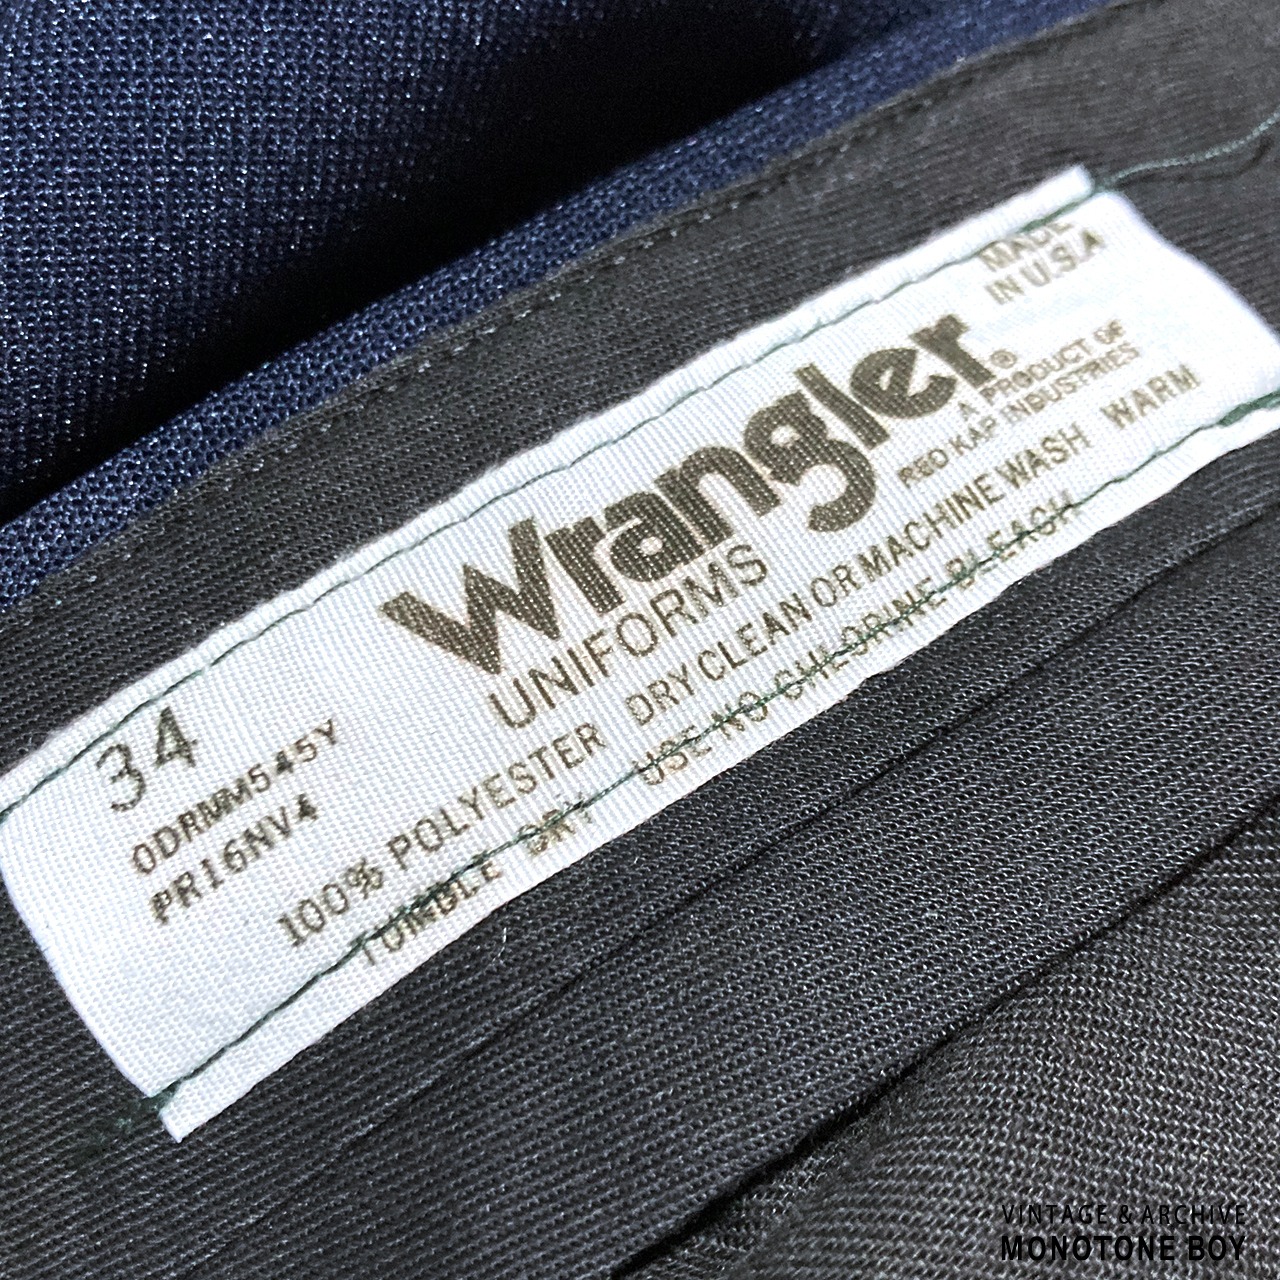 MADE
IN U.S.A
Wrangler®
UNIFORMS
A PRODUCT OF
RED KAP INDUSTRIES
34
0DRMM545Y
PR16NV4
100% POLYESTER DRY CLEAN OR MACHINE WASH WARM
TUMBLE DRY USE NO CHLORINE BLEACH
VINTAGE & ARCHIVE
MONOTONE BOY